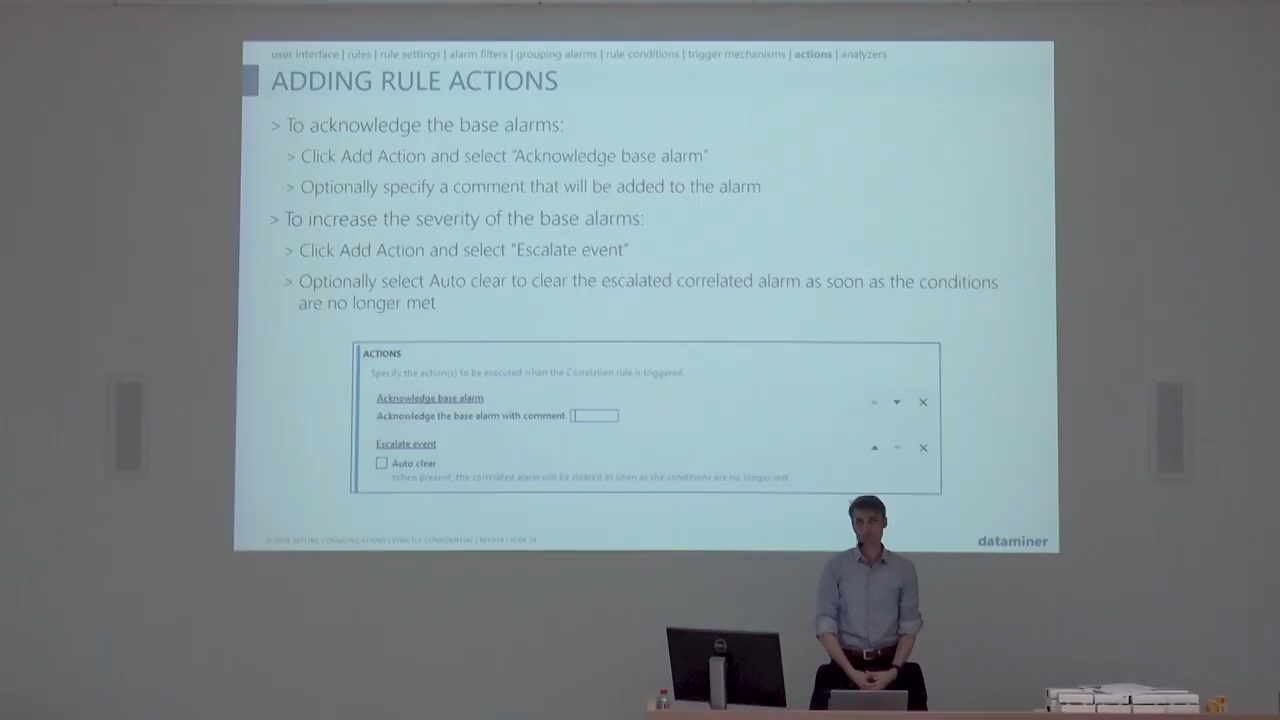 user interface | rules | rule settings | alarm filters | grouping alarms | rule conditions | trigger mechanisms | actions | analyzers
ADDING RULE ACTIONS
> To acknowledge the base alarms:
> Click Add Action and select "Acknowledge base alarm"
> Optionally specify a comment that will be added to the alarm
> To increase the severity of the base alarms:
> Click Add Action and select "Escalate event"
> Optionally select Auto clear to clear the escalated correlated alarm as soon as the conditions
are no longer met
ACTIONS
Specify the action(s) to be executed when the Correlation rule is triggered.
Acknowledge base alarm
Acknowledge the base alarm with comment
Escalate event
Auto clear
When present, the correlated alarm will be cleared as soon as the conditions are no longer met.
SKYLINE COMMUNICATIONS | STRICTLY CONFIDENTIAL | | SLIDE
dataminer
DELL